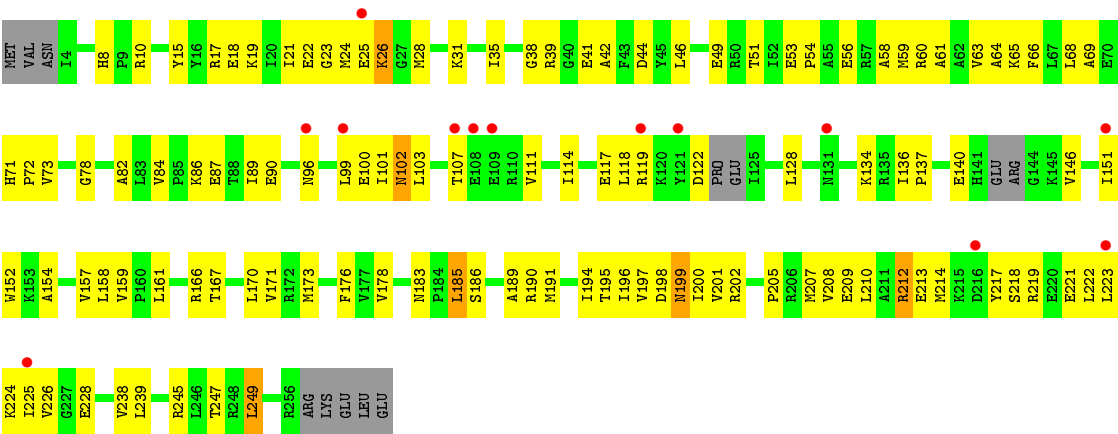 MET VAL ASN I4 H8 P9 R10 Y15 Y16 R17 E18 K19 I20 I21 E22 G23 M24 E25 K26 G27 M28 K31 I35 G38 R39 G40 E41 A42 F43 D44 Y45 L46 E49 R50 T51 I52 E53 P54 A55 E56 R57 A58 M59 R60 A61 A62 V63 A64 K65 F66 L67 L68 A69 E70
H71 P72 V73 G78 A82 L83 V84 P85 K86 E87 T88 I89 E90 N96 L99 E100 I101 N102 L103 T107 E108 E109 R110 V111 I114 E117 L118 R119 K120 Y121 D122 PRO GLU I125 L128 N131 K134 R135 I136 P137 E140 H141 GLU ARG G144 K145 V146 I151
W152 K153 A154 V157 L158 V159 P160 L161 R166 T167 L170 V171 R172 M173 F176 V177 V178 N183 P184 L185 S186 A189 R190 M191 I194 T195 I196 V197 D198 N199 I200 V201 R202 P205 R206 M207 V208 E209 L210 A211 R212 E213 M214 K215 D216 Y217 S218 R219 E220 E221 L222 L223
K224 I225 V226 G227 E228 V238 L239 R245 L246 T247 R248 L249 R256 ARG LYS GLU LEU GLU